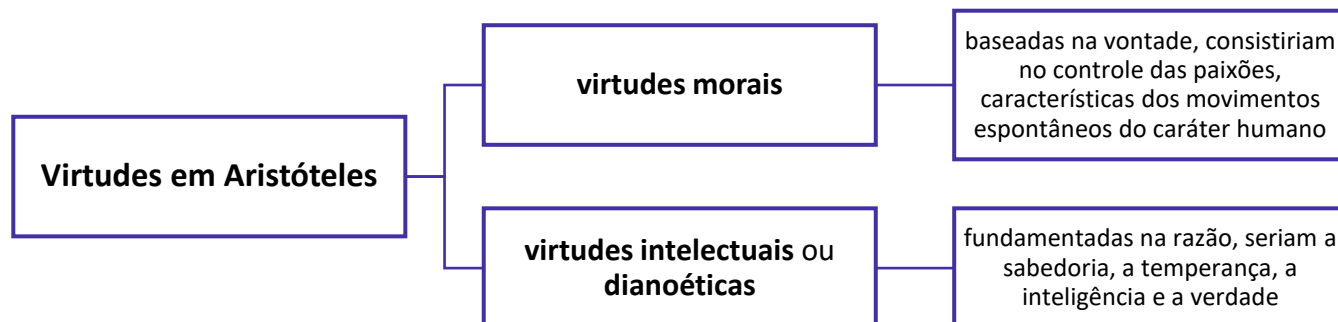 Virtudes em Aristóteles
virtudes morais
baseadas na vontade, consistiriam
no controle das paixões,
características dos movimentos
espontâneos do caráter humano
virtudes intelectuais ou
dianoéticas
fundamentadas na razão, seriam a
sabedoria, a temperança, a
inteligência e a verdade